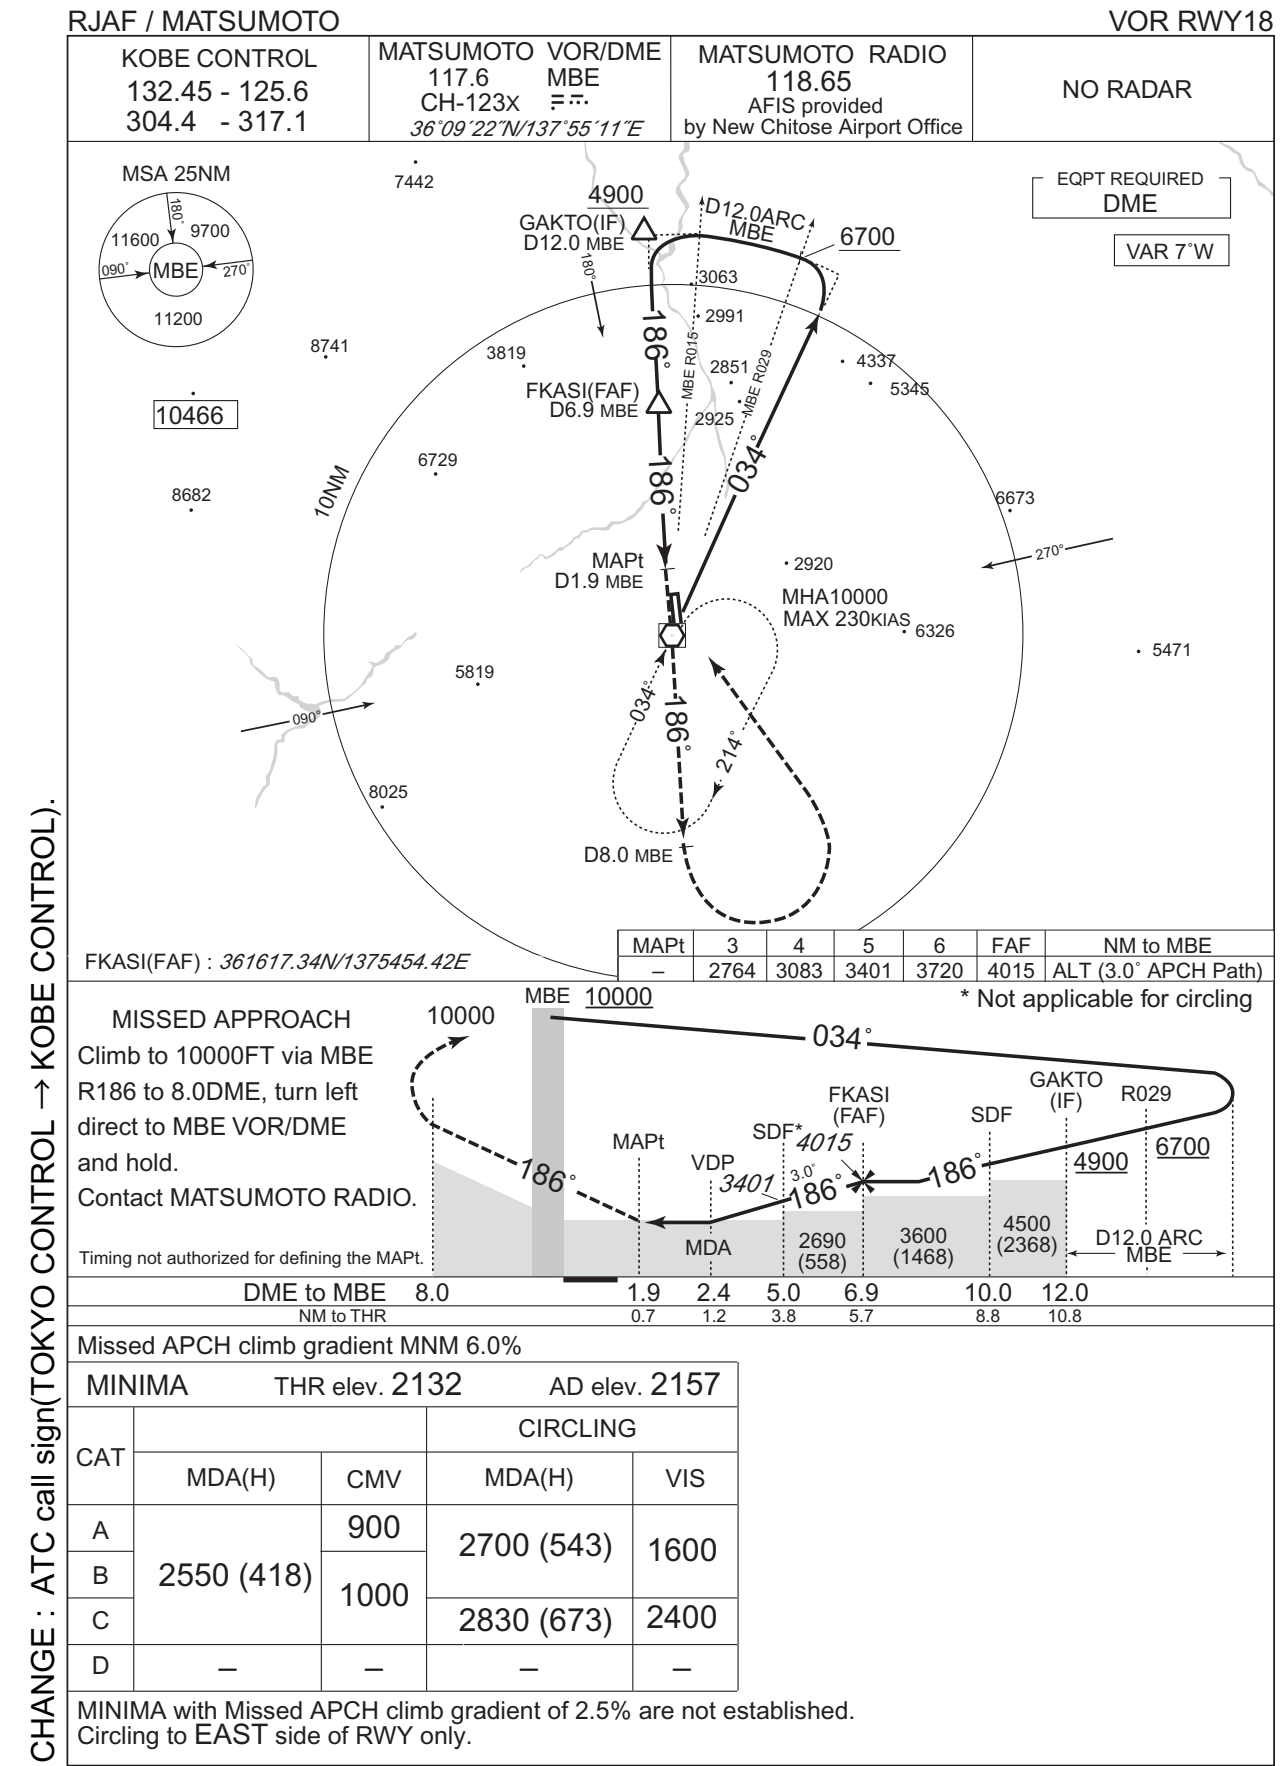 RJAF / MATSUMOTO
VOR RWY18
KOBE CONTROL
132.45 - 125.6
304.4 - 317.1
MATSUMOTO VOR/DME
117.6 MBE
CH-123X
36°09´22˝N/137°55´11˝E
MATSUMOTO RADIO
118.65
AFIS provided
by New Chitose Airport Office
NO RADAR
MSA 25NM
180°
11600
9700
090°
MBE
270°
11200
7442
4900
GAKTO(IF)
D12.0 MBE
180°
D12.0ARC
MBE
6700
EQPT REQUIRED
DME
VAR 7°W
3063
2991
8741
3819
186°
MBE R015
2851
MBE R029
4337
5345
FKASI(FAF)
D6.9 MBE
2925
10466
6729
10NM
8682
186°
034°
6673
270°
MAPt
D1.9 MBE
2920
MHA10000
MAX 230KIAS
6326
5471
5819
034°
186°
214°
090°
8025
D8.0 MBE
FKASI(FAF) : 361617.34N/1375454.42E
MAPt 3 4 5 6 FAF NM to MBE
– 2764 3083 3401 3720 4015 ALT (3.0° APCH Path)
* Not applicable for circling
MISSED APPROACH
Climb to 10000FT via MBE
R186 to 8.0DME, turn left
direct to MBE VOR/DME
and hold.
Contact MATSUMOTO RADIO.
Timing not authorized for defining the MAPt.
10000
MBE 10000
034°
GAKTO
(IF)
R029
FKASI
(FAF)
SDF
SDF*
4015
MAPt
VDP
3401
3.0°
186°
186°
186°
4900
6700
MDA
2690
(558)
3600
(1468)
4500
(2368)
D12.0 ARC
MBE
DME to MBE 8.0 1.9 2.4 5.0 6.9 10.0 12.0
NM to THR 0.7 1.2 3.8 5.7 8.8 10.8
Missed APCH climb gradient MNM 6.0%
MINIMA THR elev. 2132 AD elev. 2157
CAT
CIRCLING
MDA(H) CMV MDA(H) VIS
A
B
C
D
2550 (418)
900
1000
2700 (543)
1600
2830 (673)
2400
– – – –
MINIMA with Missed APCH climb gradient of 2.5% are not established.
Circling to EAST side of RWY only.
CHANGE : ATC call sign(TOKYO CONTROL → KOBE CONTROL).